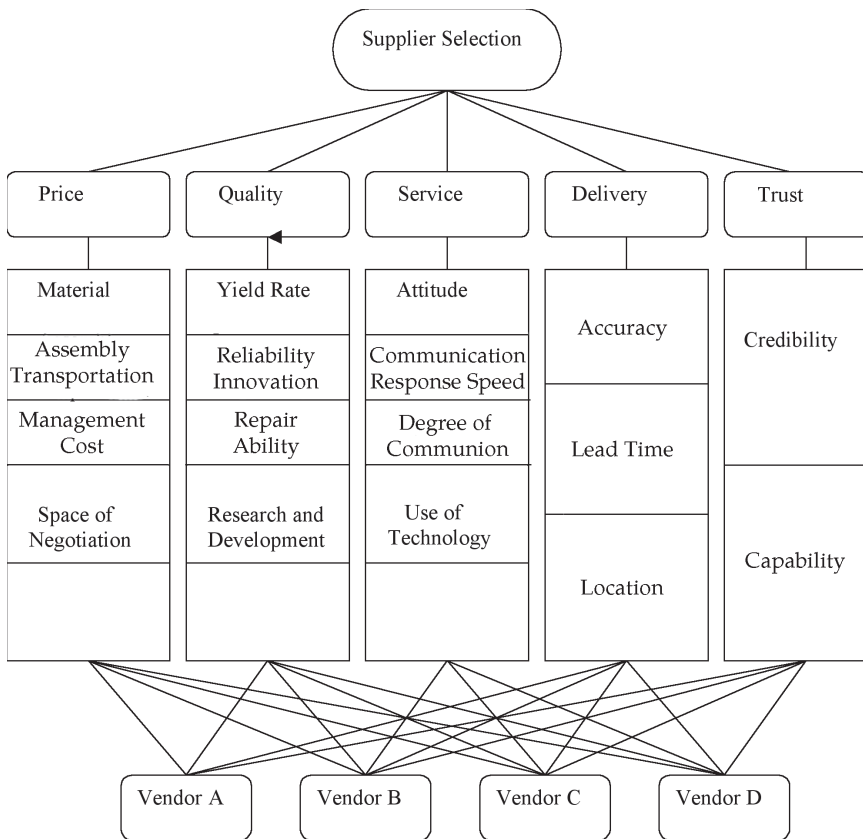 Supplier Selection
Price
Quality
Service
Delivery
Trust
Material
Assembly
Transportation
Management
Cost
Space of
Negotiation
Yield Rate
Reliability
Innovation
Repair
Ability
Research and
Development
Attitude
Communication
Response Speed
Degree of
Communion
Use of
Technology
Accuracy
Lead Time
Location
Credibility
Capability
Vendor A
Vendor B
Vendor C
Vendor D